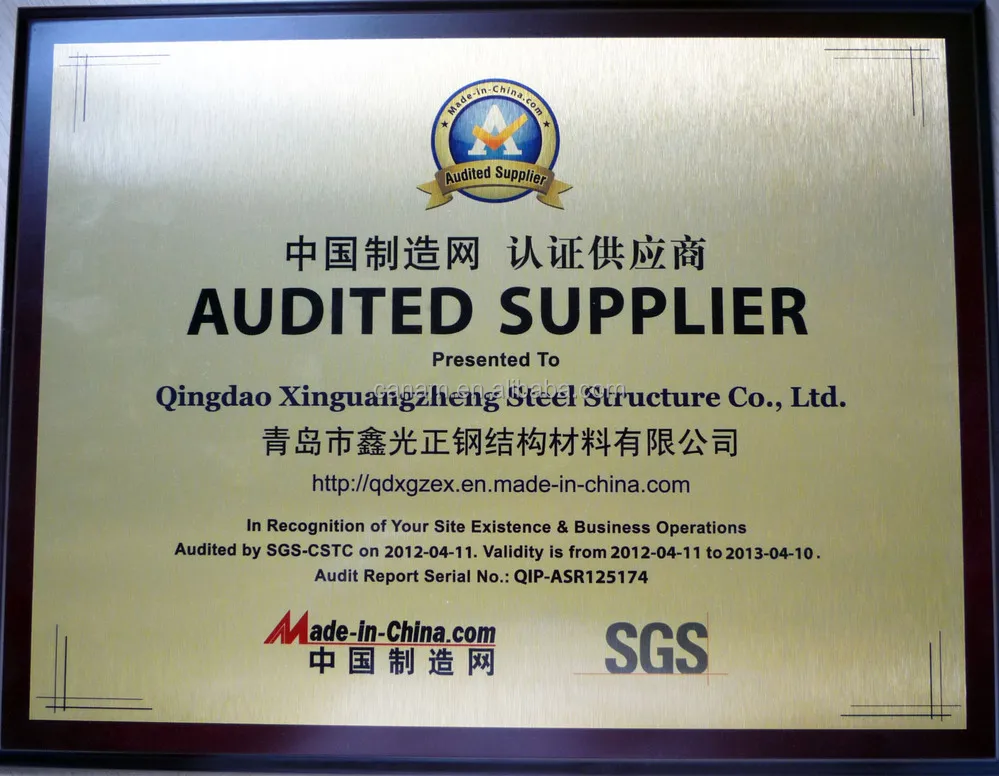 Made-in-China.com
A
Audited Supplier
中国制造网 认证供应商
AUDITED SUPPLIER
Presented To
canam.en.alibaba.com
Qingdao Xinguangzheng Steel Structure Co., Ltd.
青岛市鑫光正钢结构材料有限公司
http://qdxgzex.en.made-in-china.com
In Recognition of Your Site Existence & Business Operations
Audited by SGS-CSTC on 2012-04-11. Validity is from 2012-04-11 to 2013-04-10.
Audit Report Serial No.: QIP-ASR125174
Made-in-China.com
中国制造网
SGS